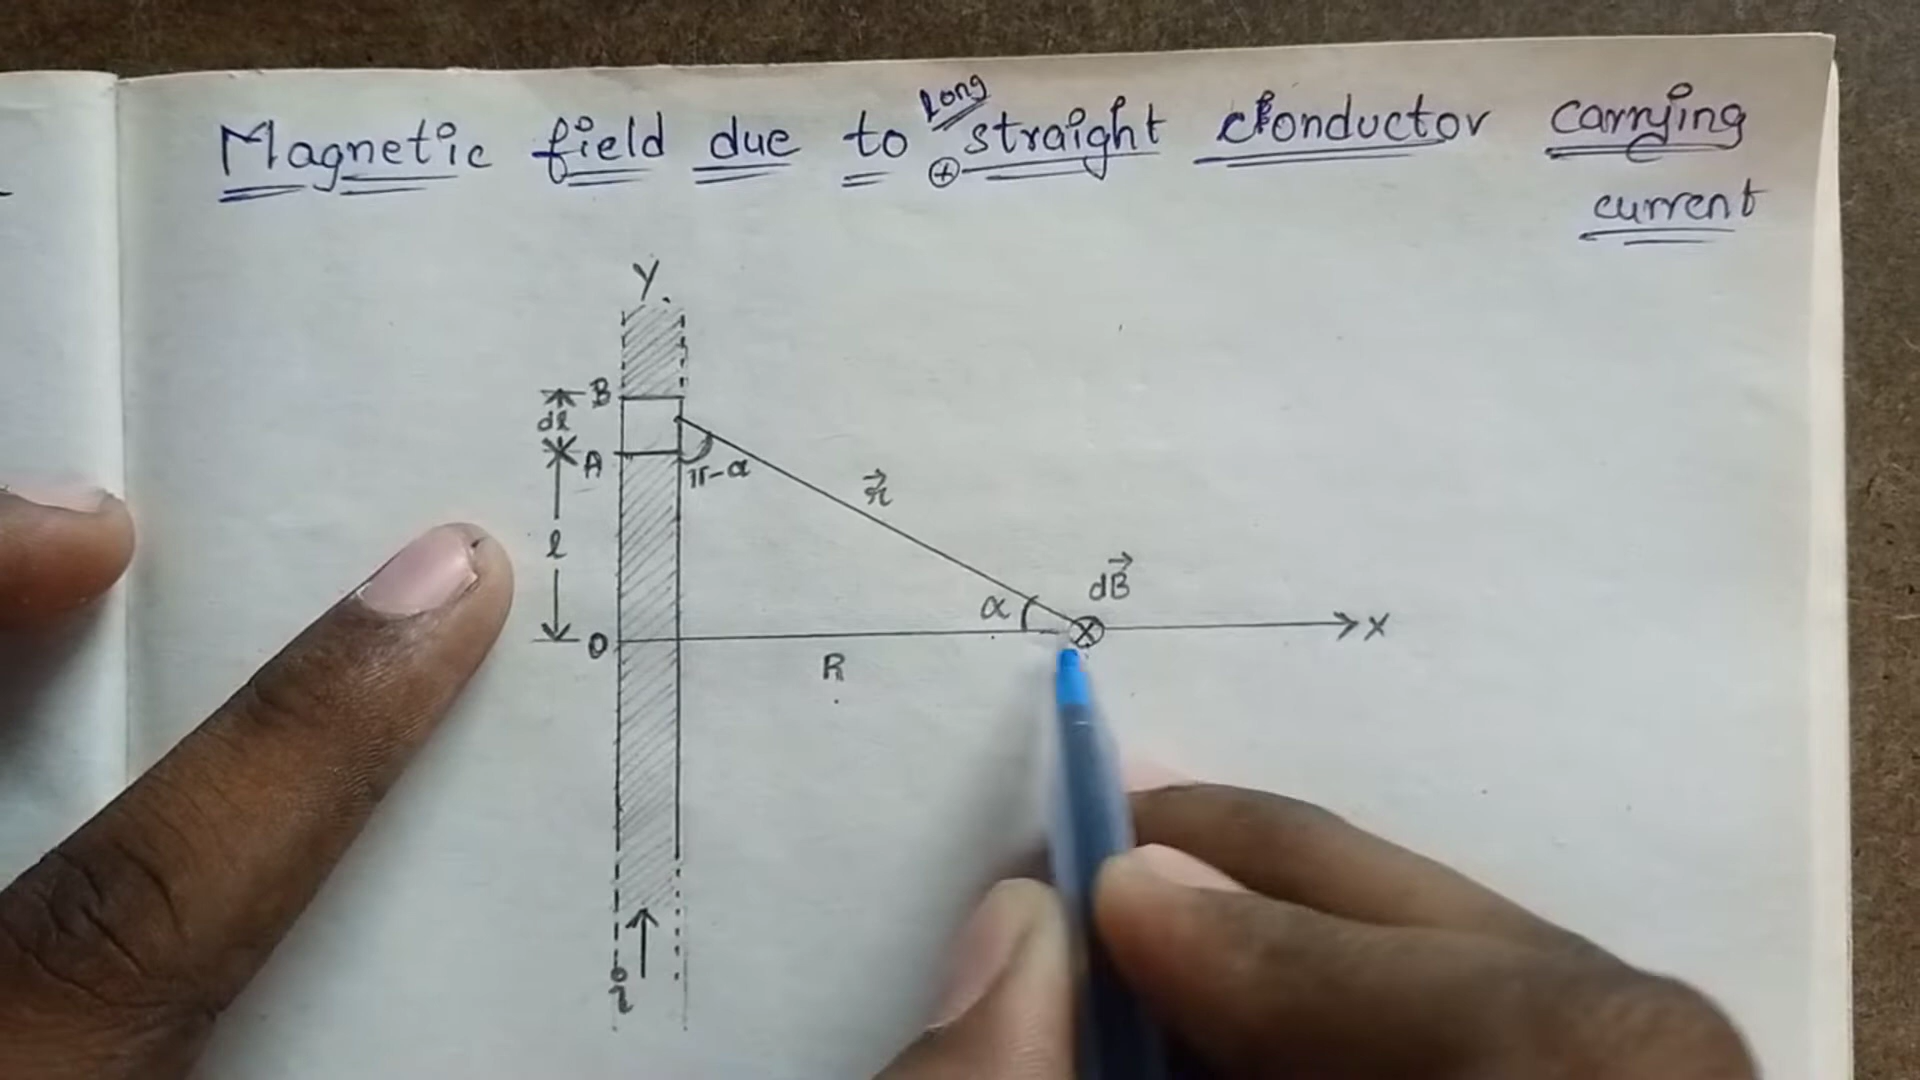 Long
Magnetic field due to straight conductor carrying
current
Y
B
dl
A
π-α
r⃗
l
dB⃗
α
O
X
R
i